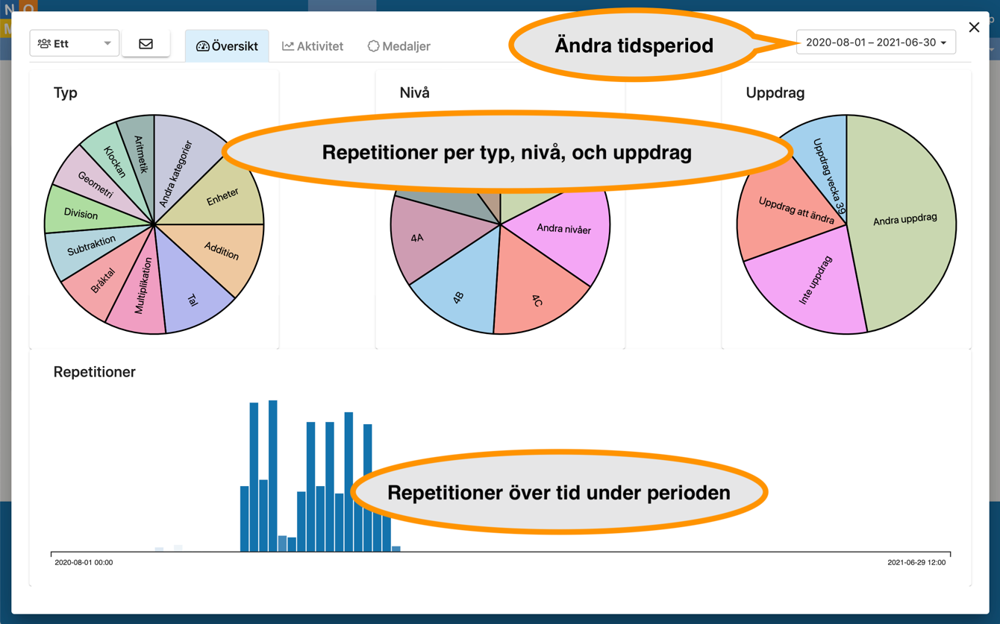 N O
M
Ett
Översikt
Aktivitet
Medaljer
Ändra tidsperiod
2020-08-01 – 2021-06-30
Typ
Nivå
Uppdrag
Repetitioner per typ, nivå, och uppdrag
Aritmetik
Andra kategorier
Klockan
Enheter
Geometri
Division
Addition
Subtraktion
Bråktal
Multiplikation
Tal
Andra nivåer
4A
4B
4C
Uppdrag vecka 39
Uppdrag att ändra
Andra uppdrag
Inte uppdrag
Repetitioner
Repetitioner över tid under perioden
2020-08-01 00:00
2021-06-29 12:00